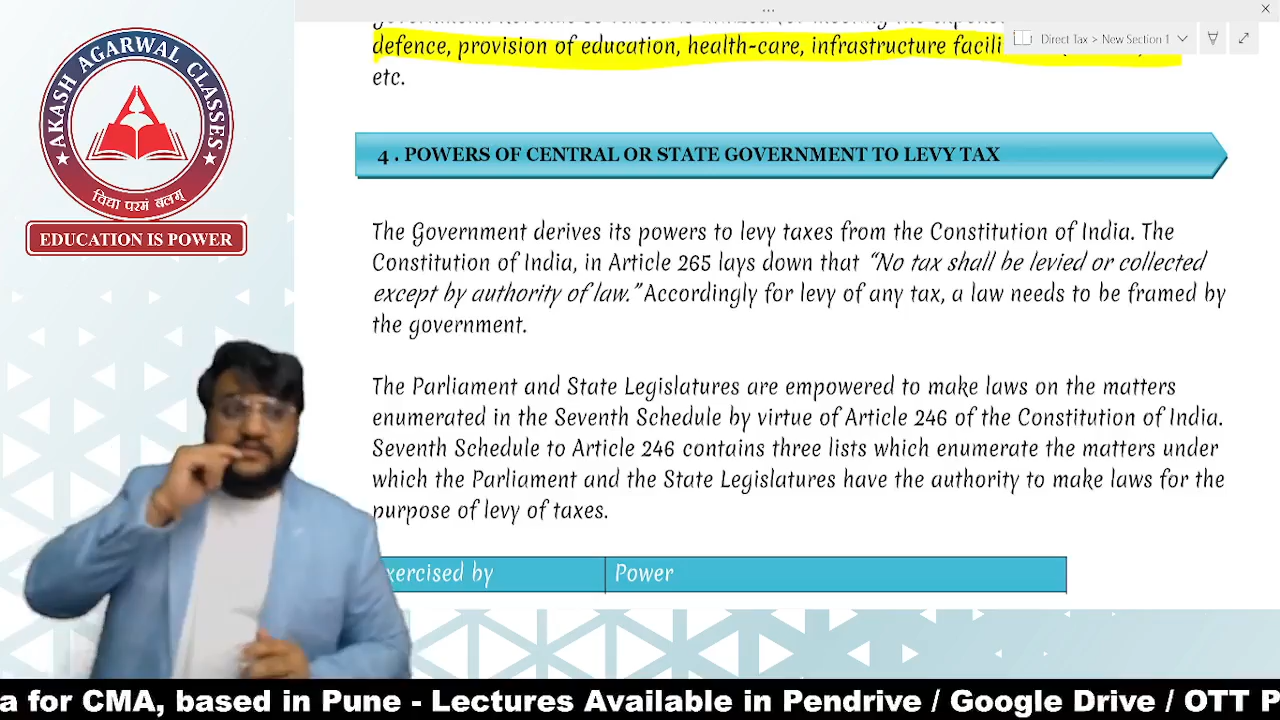 AKASH AGARWAL CLASSES
विद्या परमं बलम्
EDUCATION IS POWER
Direct Tax > New Section 1
defence, provision of education, health-care, infrastructure facili
etc.
4 . POWERS OF CENTRAL OR STATE GOVERNMENT TO LEVY TAX
The Government derives its powers to levy taxes from the Constitution of India. The
Constitution of India, in Article 265 lays down that “No tax shall be levied or collected
except by authority of law.” Accordingly for levy of any tax, a law needs to be framed by
the government.
The Parliament and State Legislatures are empowered to make laws on the matters
enumerated in the Seventh Schedule by virtue of Article 246 of the Constitution of India.
Seventh Schedule to Article 246 contains three lists which enumerate the matters under
which the Parliament and the State Legislatures have the authority to make laws for the
purpose of levy of taxes.
xercised by Power
a for CMA, based in Pune - Lectures Available in Pendrive / Google Drive / OTT P